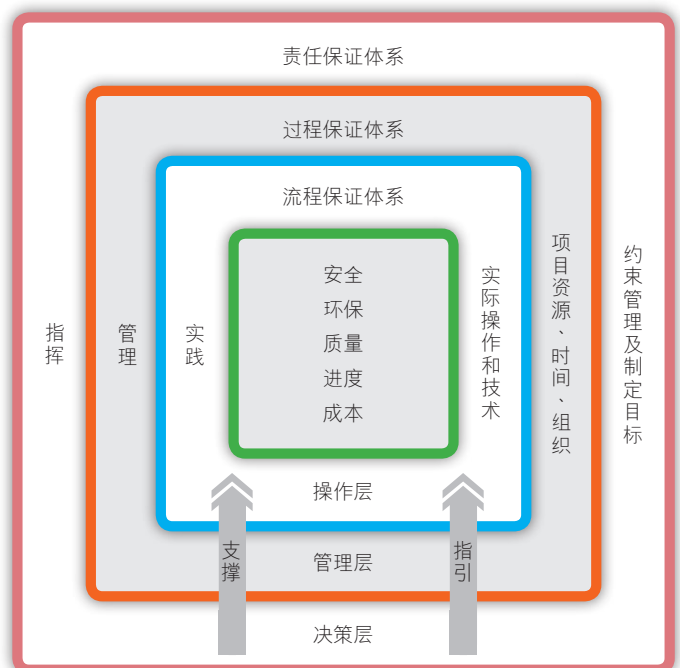 责任保证体系
过程保证体系
流程保证体系
安全
环保
质量
进度
成本
指挥
管理
实践
实际操作和技术
项目资源、时间、组织
约束管理及制定目标
操作层
支撑
管理层
指引
决策层